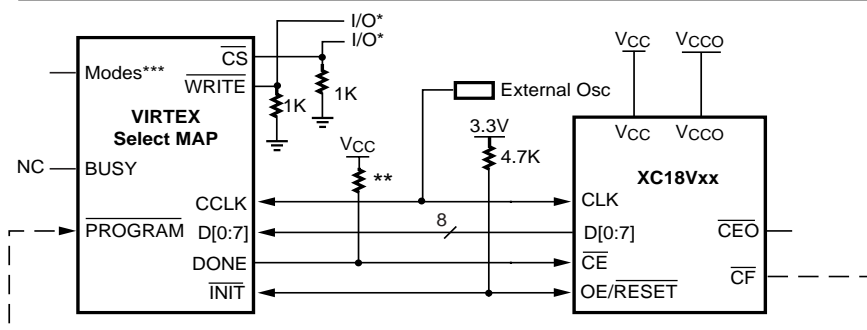 I/O*
I/O*
Modes***
CS
WRITE
1K
1K
VIRTEX
Select MAP
External Osc
VCC
VCCO
VCC
VCCO
3.3V
4.7K
VCC
**
XC18Vxx
NC
BUSY
CCLK
CLK
PROGRAM
D[0:7]
8
D[0:7]
CEO
DONE
CE
CF
INIT
OE/RESET